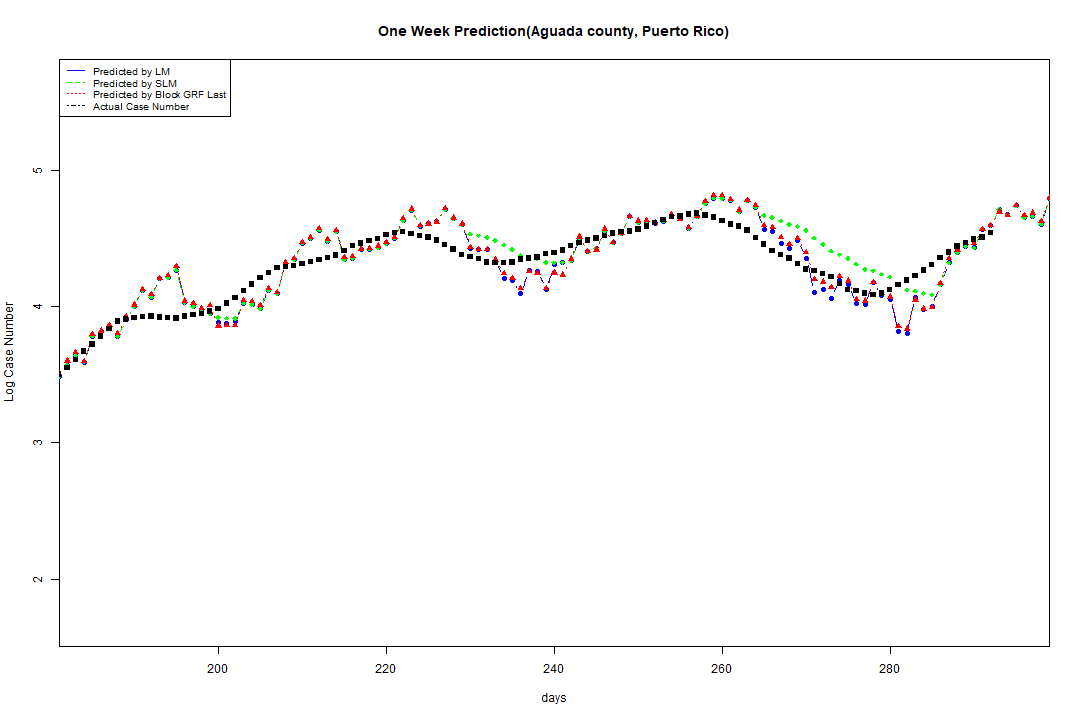 One Week Prediction(Aguada county, Puerto Rico)
Predicted by LM
Predicted by SLM
Predicted by Block GRF Last
Actual Case Number
5
4
3
2
Log Case Number
200 220 240 260 280
days